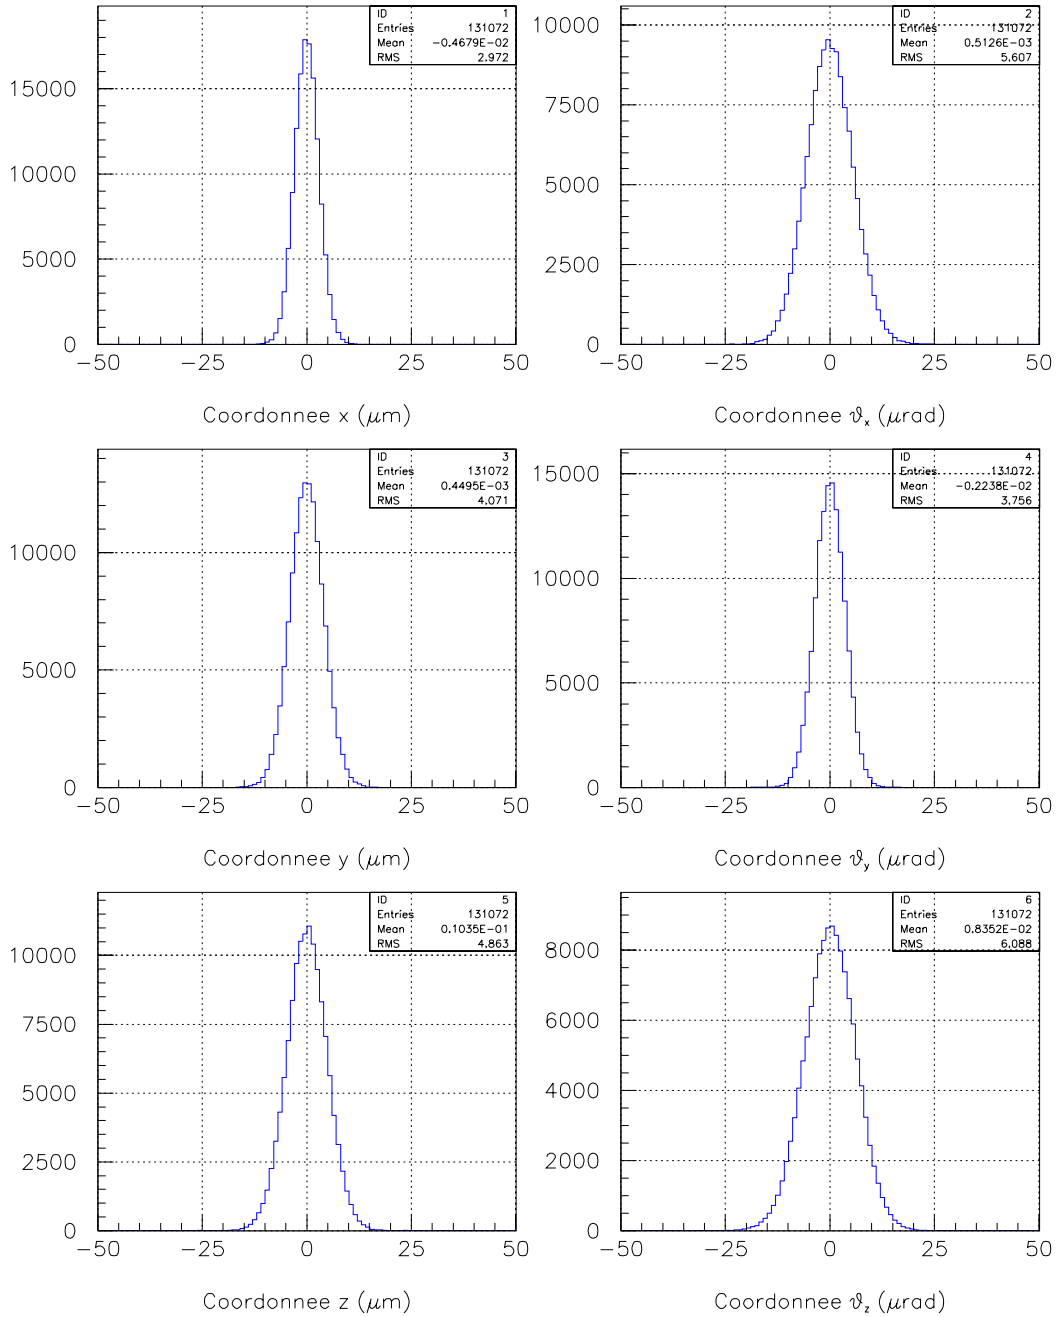 ID 1
Entries 131072
Mean -0.4679E-02
RMS 2.972
15000
10000
5000
0
-50 -25 0 25 50
Coordonnee x (μm)
ID 2
Entries 131072
Mean 0.5126E-03
RMS 5.607
10000
7500
5000
2500
0
-50 -25 0 25 50
Coordonnee ϑx (μrad)
ID 3
Entries 131072
Mean 0.4495E-03
RMS 4.071
10000
5000
0
-50 -25 0 25 50
Coordonnee y (μm)
ID 4
Entries 131072
Mean -0.2238E-02
RMS 3.756
15000
10000
5000
0
-50 -25 0 25 50
Coordonnee ϑy (μrad)
ID 5
Entries 131072
Mean 0.1035E-01
RMS 4.863
10000
7500
5000
2500
0
-50 -25 0 25 50
Coordonnee z (μm)
ID 6
Entries 131072
Mean 0.8352E-02
RMS 6.088
8000
6000
4000
2000
0
-50 -25 0 25 50
Coordonnee ϑz (μrad)